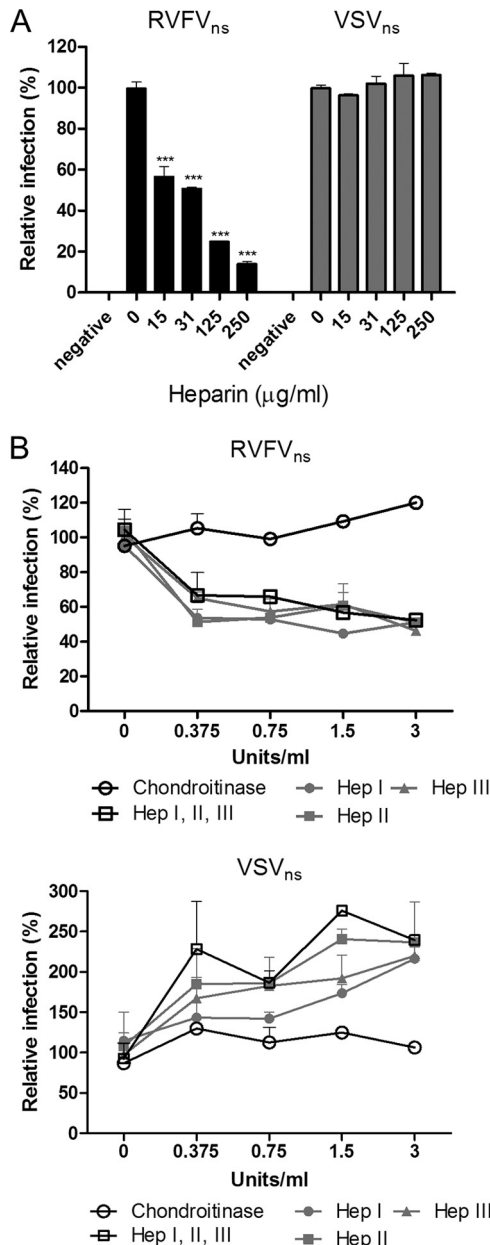 A
RVFVns VSVns
Relative infection (%)
120
100
80
60
40
20
0
*** *** *** ***
negative 0 15 31 125 250 negative 0 15 31 125 250
Heparin (μg/ml)
B
RVFVns
Relative infection (%)
140
120
100
80
60
40
20
0
0 0.375 0.75 1.5 3
Units/ml
Chondroitinase Hep I Hep III
Hep I, II, III Hep II
VSVns
Relative infection (%)
300
250
200
150
100
50
0
0 0.375 0.75 1.5 3
Units/ml
Chondroitinase Hep I Hep III
Hep I, II, III Hep II